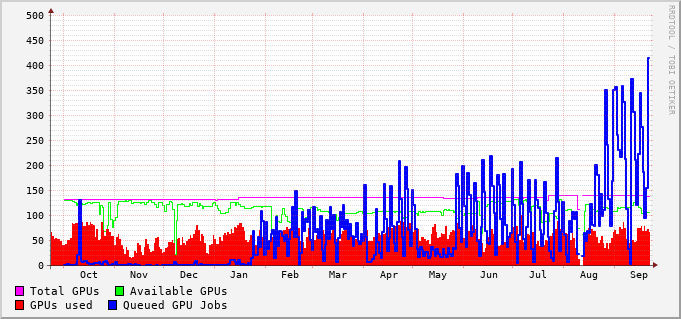 RRDTOOL / TOBI OETIKER
500
450
400
350
300
250
200
150
100
50
0
Oct Nov Dec Jan Feb Mar Apr May Jun Jul Aug Sep
Total GPUs Available GPUs
GPUs used Queued GPU Jobs